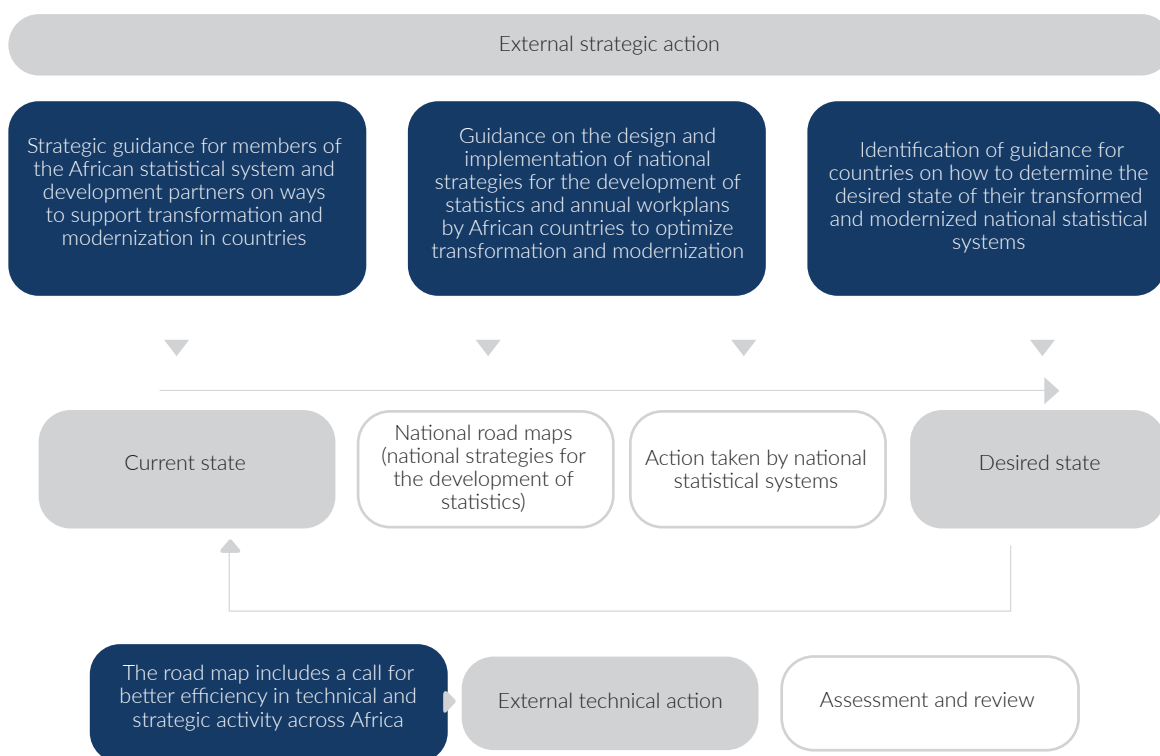 External strategic action
Strategic guidance for members of
the African statistical system and
development partners on ways
to support transformation and
modernization in countries
Guidance on the design and
implementation of national
strategies for the development of
statistics and annual workplans
by African countries to optimize
transformation and modernization
Identification of guidance for
countries on how to determine the
desired state of their transformed
and modernized national statistical
systems
Current state
National road maps
(national strategies for
the development of
statistics)
Action taken by national
statistical systems
Desired state
The road map includes a call for
better efficiency in technical and
strategic activity across Africa
External technical action
Assessment and review